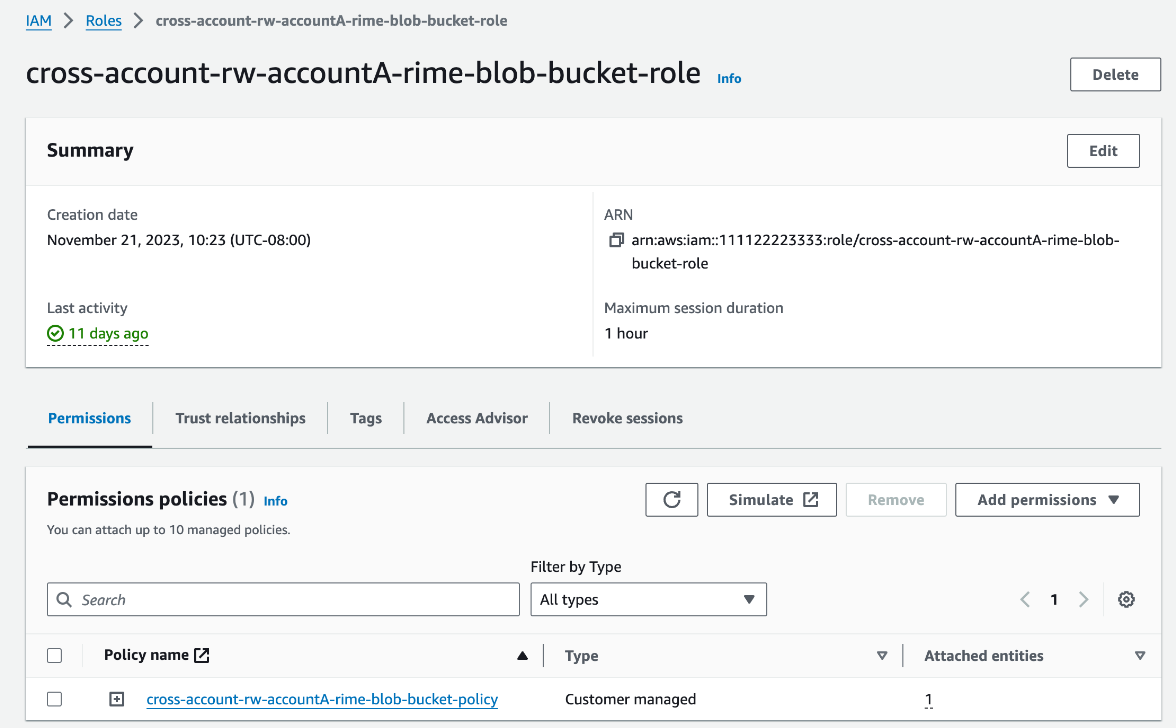 IAM > Roles > cross-account-rw-accountA-rime-blob-bucket-role
cross-account-rw-accountA-rime-blob-bucket-role Info
Delete
Summary
Edit
Creation date
November 21, 2023, 10:23 (UTC-08:00)
ARN
arn:aws:iam::111122223333:role/cross-account-rw-accountA-rime-blob-
bucket-role
Last activity
11 days ago
Maximum session duration
1 hour
Permissions Trust relationships Tags Access Advisor Revoke sessions
Permissions policies (1) Info
Simulate Remove Add permissions
You can attach up to 10 managed policies.
Filter by Type
Search All types 1
Policy name Type Attached entities
cross-account-rw-accountA-rime-blob-bucket-policy Customer managed 1